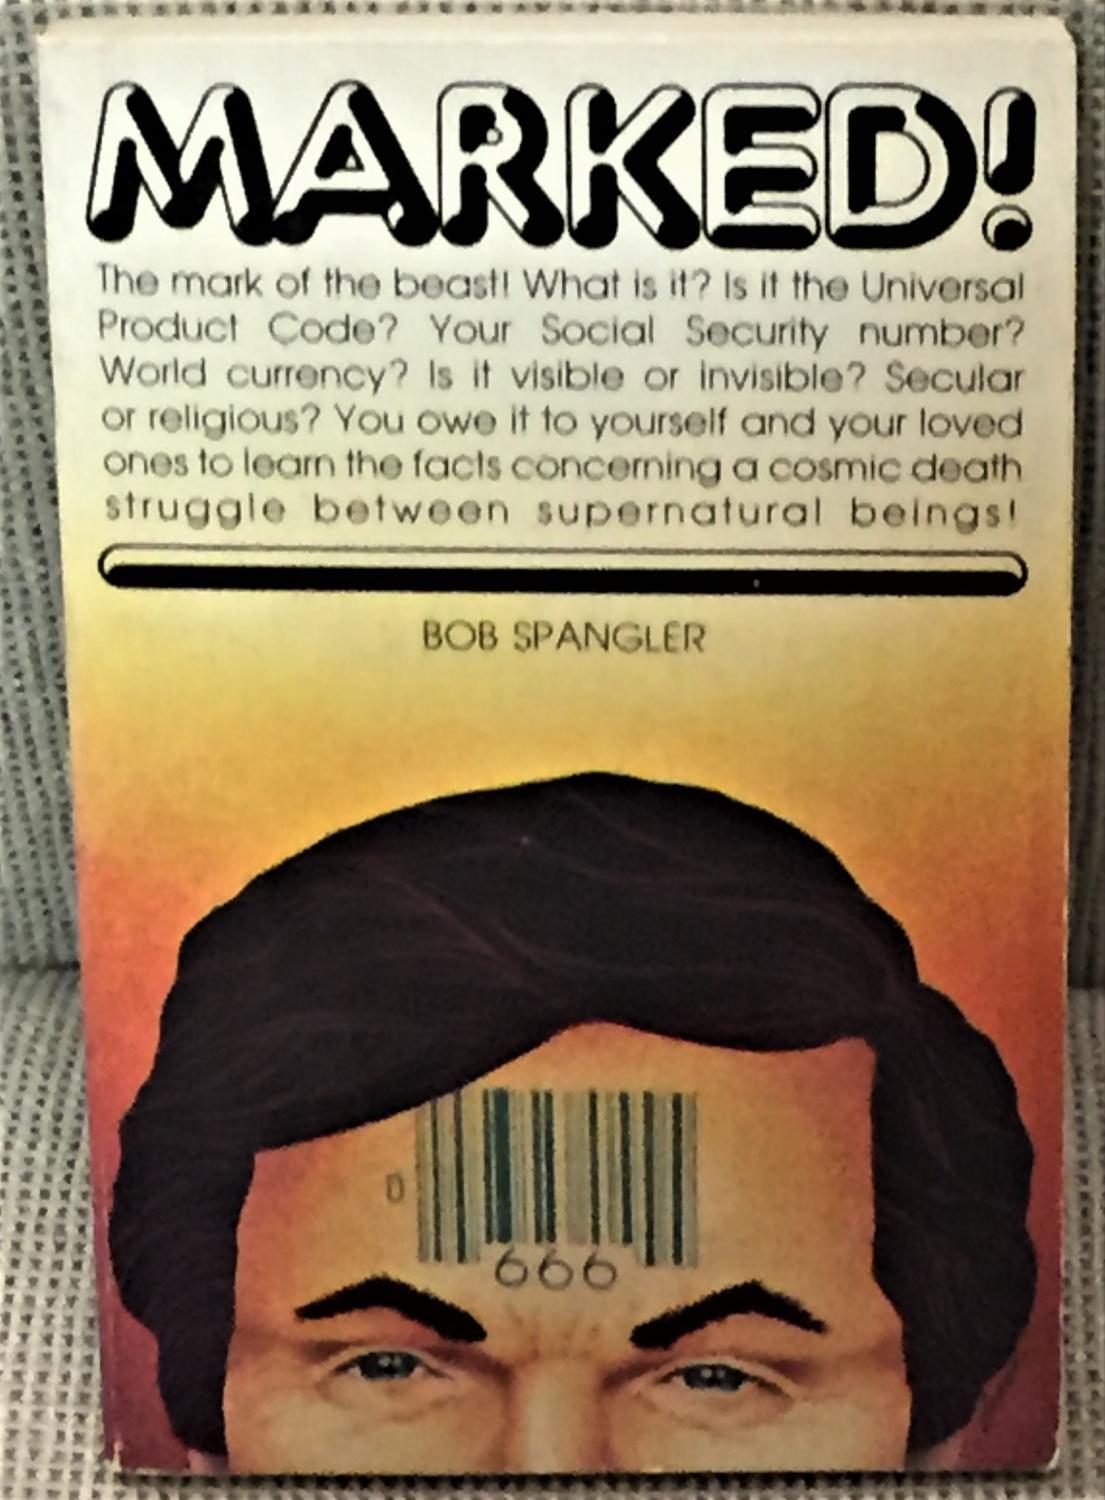 MARKED!
The mark of the beast! What is it? Is it the Universal
Product Code? Your Social Security number?
World currency? Is it visible or invisible? Secular
or religious? You owe it to yourself and your loved
ones to learn the facts concerning a cosmic death
struggle between supernatural beings!
BOB SPANGLER
0
666